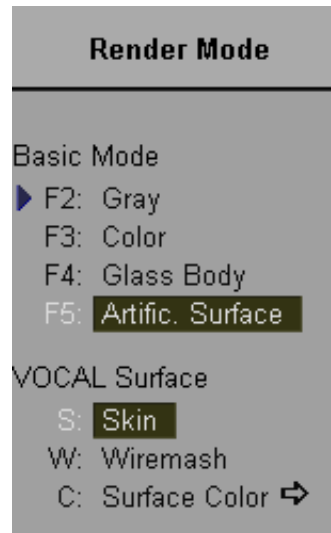 Render Mode
Basic Mode
F2: Gray
F3: Color
F4: Glass Body
F5: Artific. Surface
VOCAL Surface
S: Skin
W: Wiremash
C: Surface Color